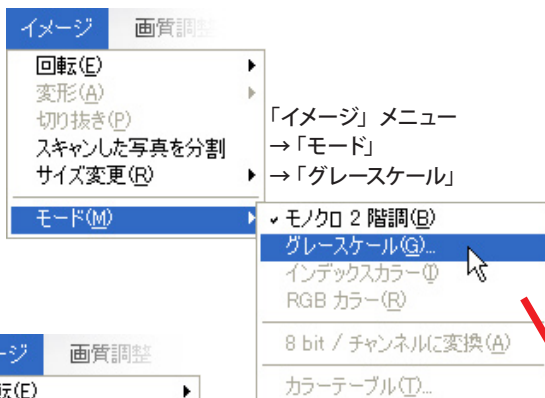 イメージ 画質調整
回転(E)
変形(A)
切り抜き(P)
スキャンした写真を分割
サイズ変更(R)
モード(M)
「イメージ」メニュー
→「モード」
→「グレースケール」
モノクロ 2 階調(B)
グレースケール(G)...
インデックスカラー(I)
RGB カラー(R)
8 bit / チャンネルに変換(A)
カラーテーブル(T)...
ージ 画質調整
転(E)